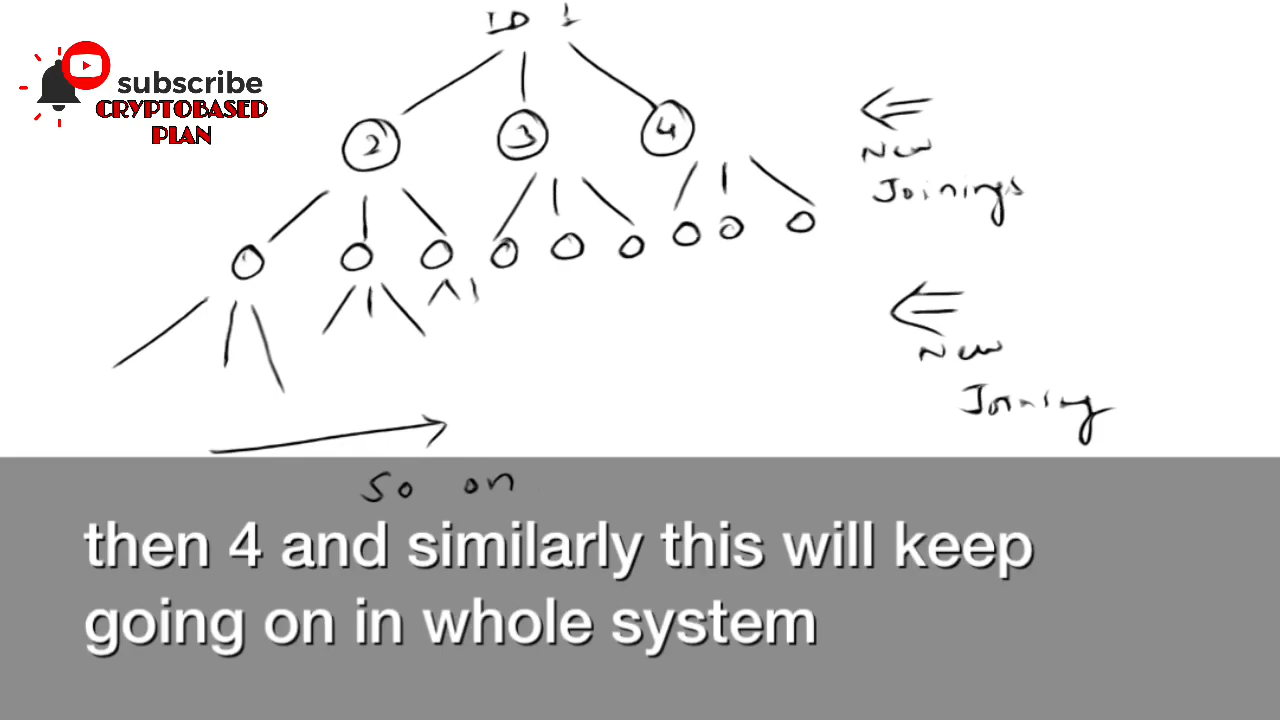 ID 1
subscribe
CRYPTOBASED
PLAN
2 3 4
New
Joinings
New
Joining
So on
then 4 and similarly this will keep
going on in whole system